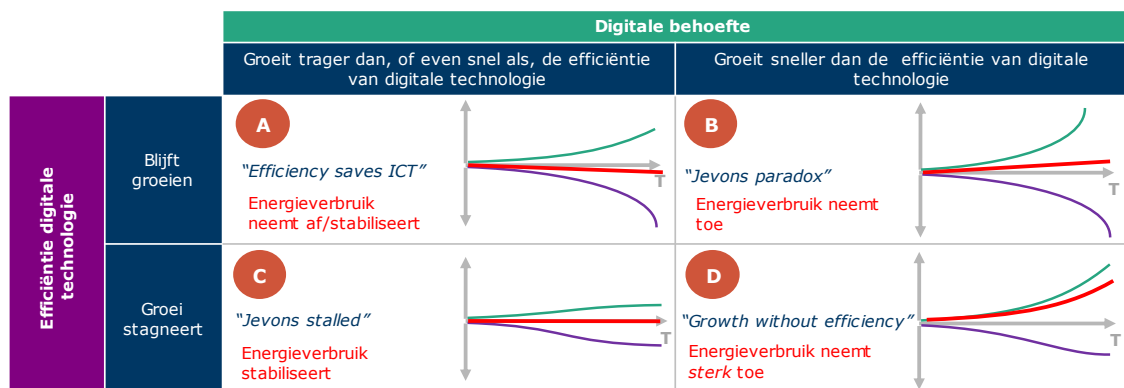 Digitale behoefte
Groeit trager dan, of even snel als, de efficiëntie
van digitale technologie
Groeit sneller dan de efficiëntie van digitale
technologie
Efficiëntie digitale
technologie
Blijft
groeien
A
“Efficiency saves ICT”
Energieverbruik
neemt af/stabiliseert
T
B
“Jevons paradox”
Energieverbruik neemt
toe
T
Groei
stagneert
C
“Jevons stalled”
Energieverbruik
stabiliseert
T
D
“Growth without efficiency”
Energieverbruik neemt
sterk toe
T